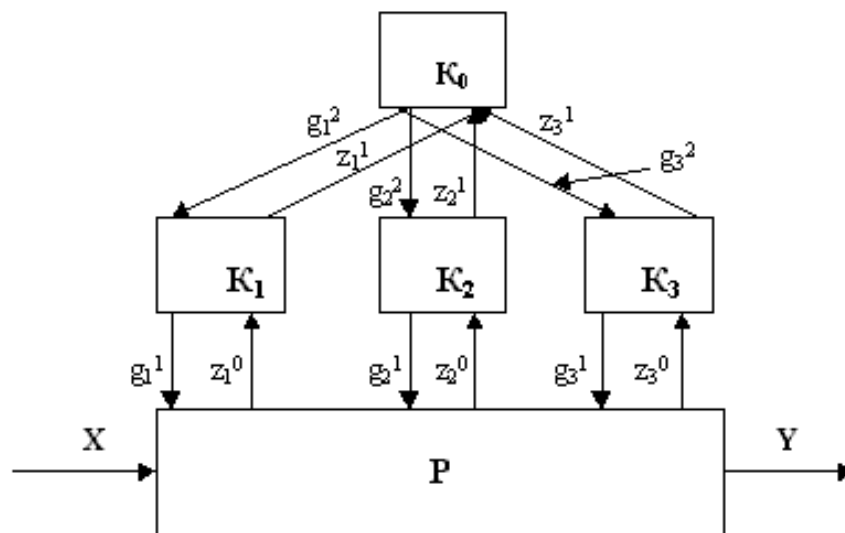 K₀
g₁² z₁¹ g₂² z₂¹ z₃¹ g₃²
K₁ K₂ K₃
g₁¹ z₁⁰ g₂¹ z₂⁰ g₃¹ z₃⁰
X P Y